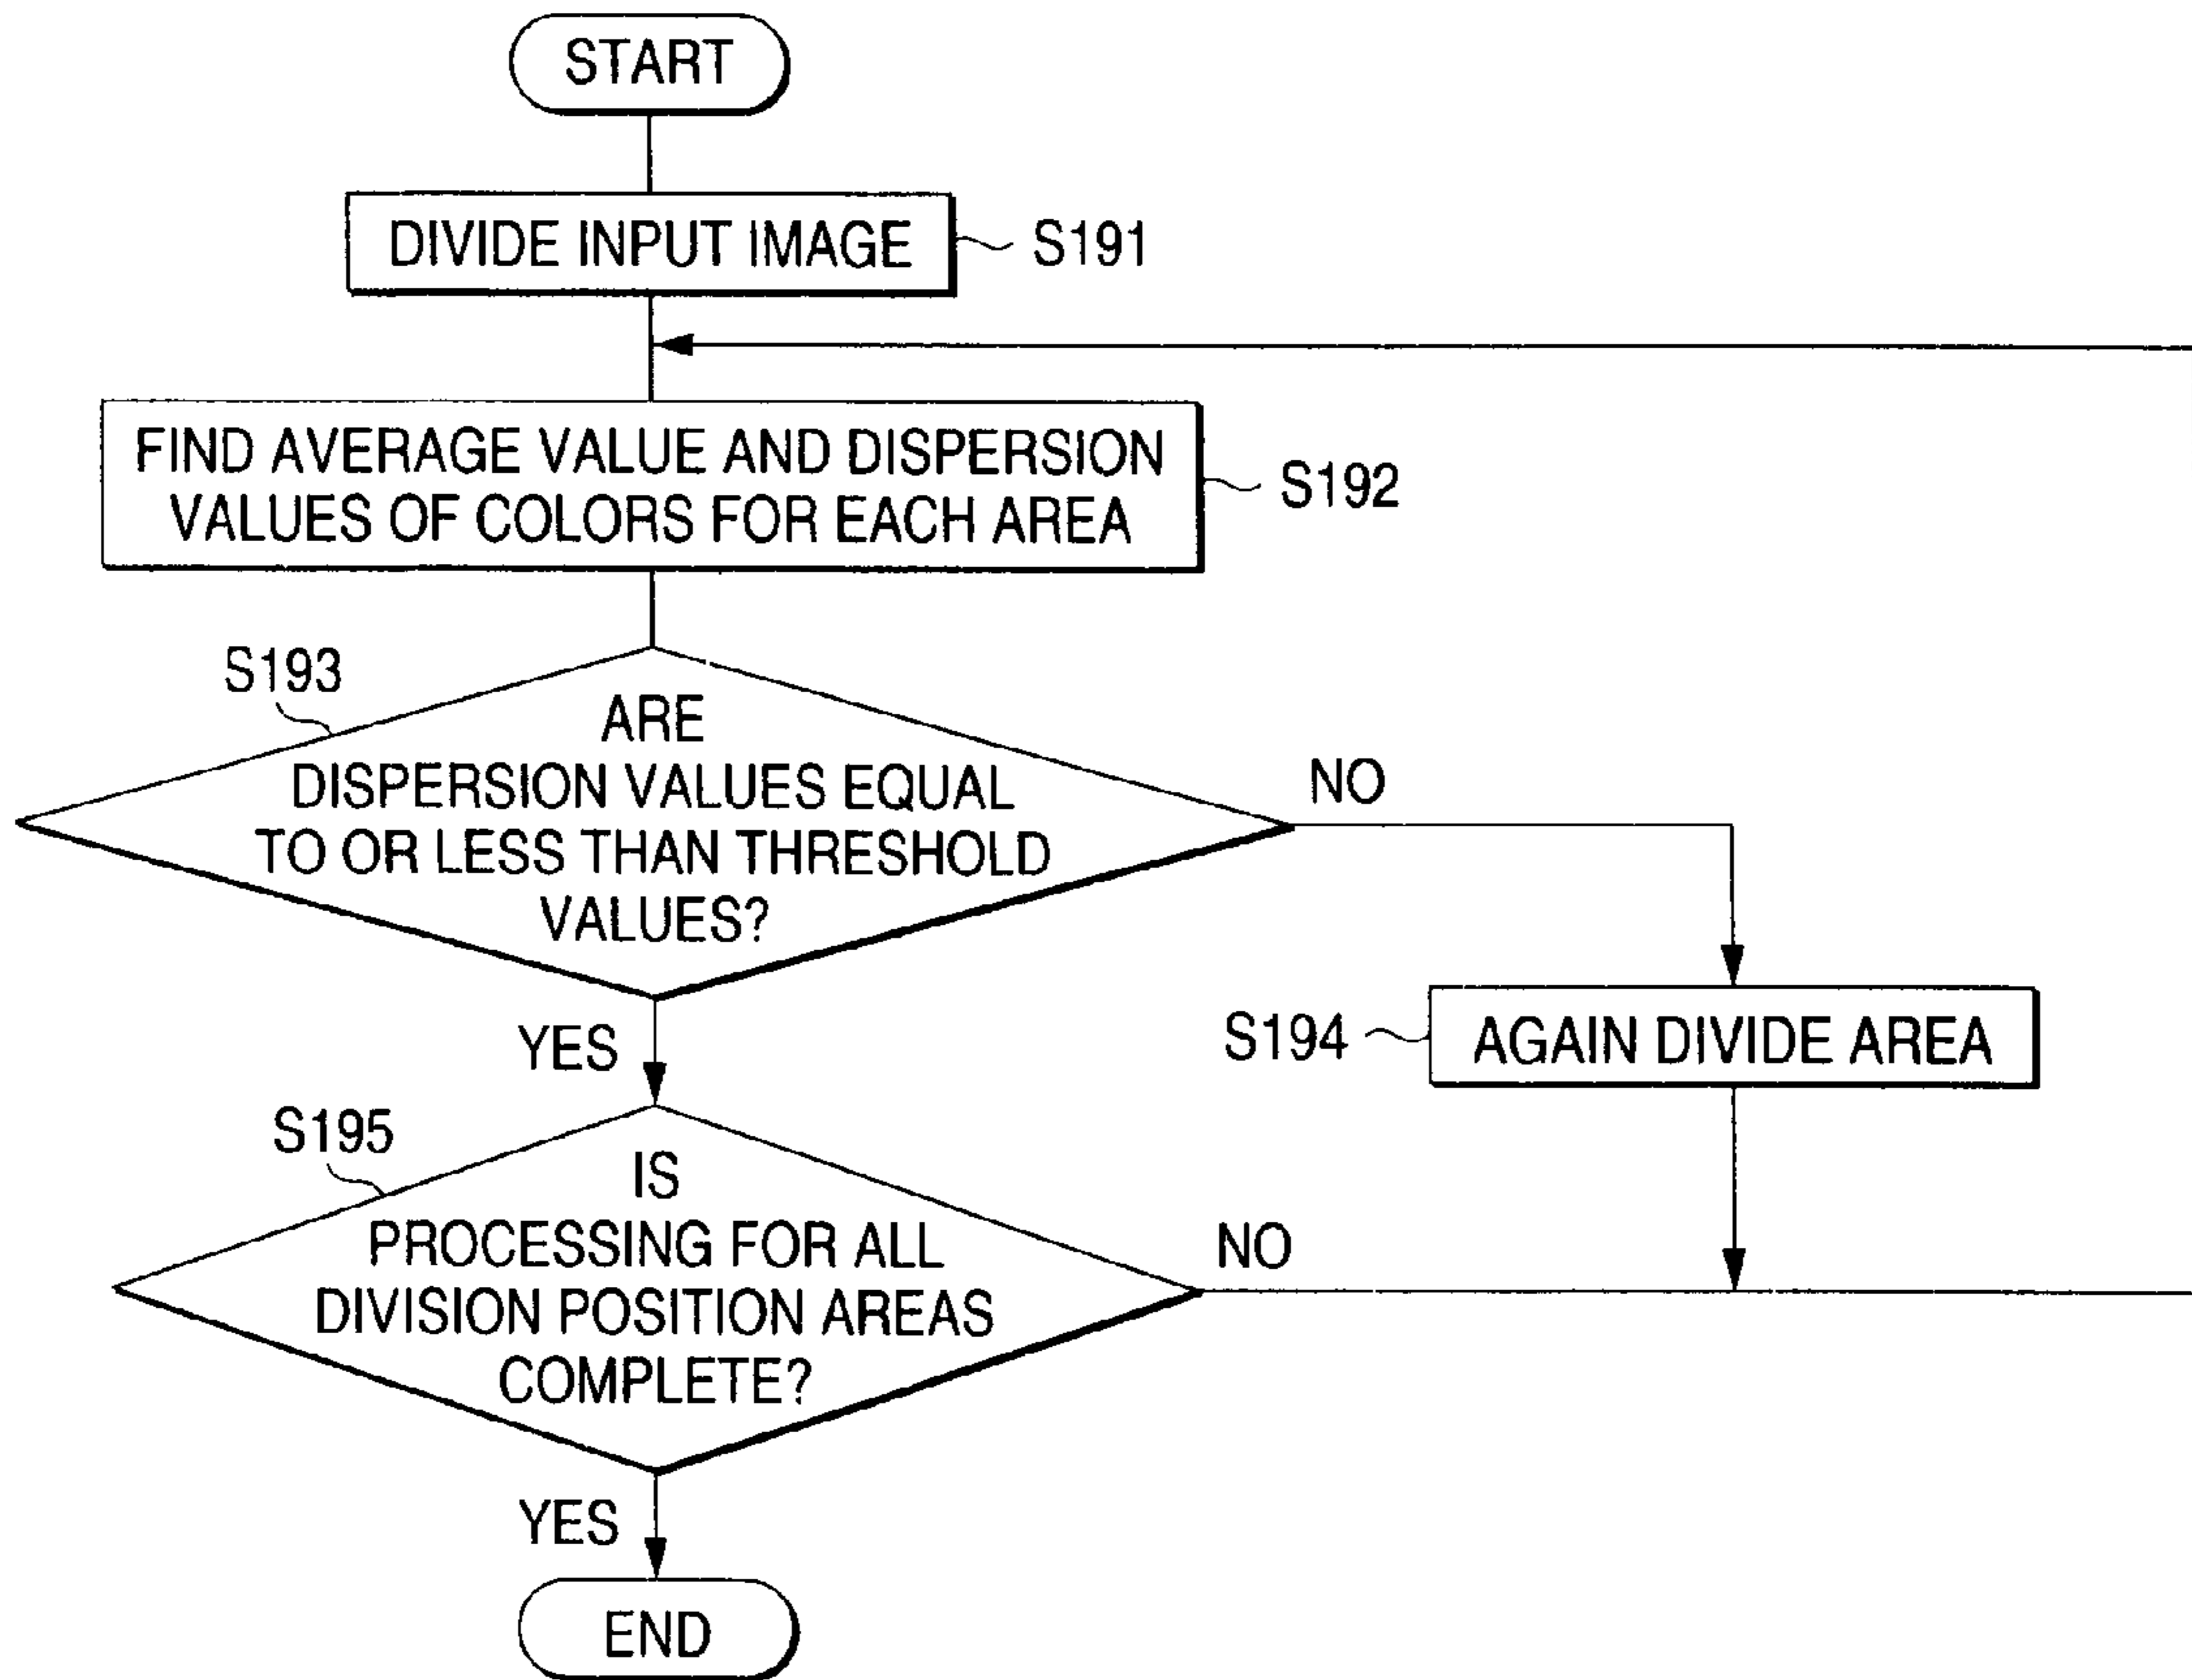 START
DIVIDE INPUT IMAGE
S191
FIND AVERAGE VALUE AND DISPERSION
VALUES OF COLORS FOR EACH AREA
S192
S193
ARE
DISPERSION VALUES EQUAL
TO OR LESS THAN THRESHOLD
VALUES?
NO
YES
S194
AGAIN DIVIDE AREA
S195
IS
PROCESSING FOR ALL
DIVISION POSITION AREAS
COMPLETE?
NO
YES
END